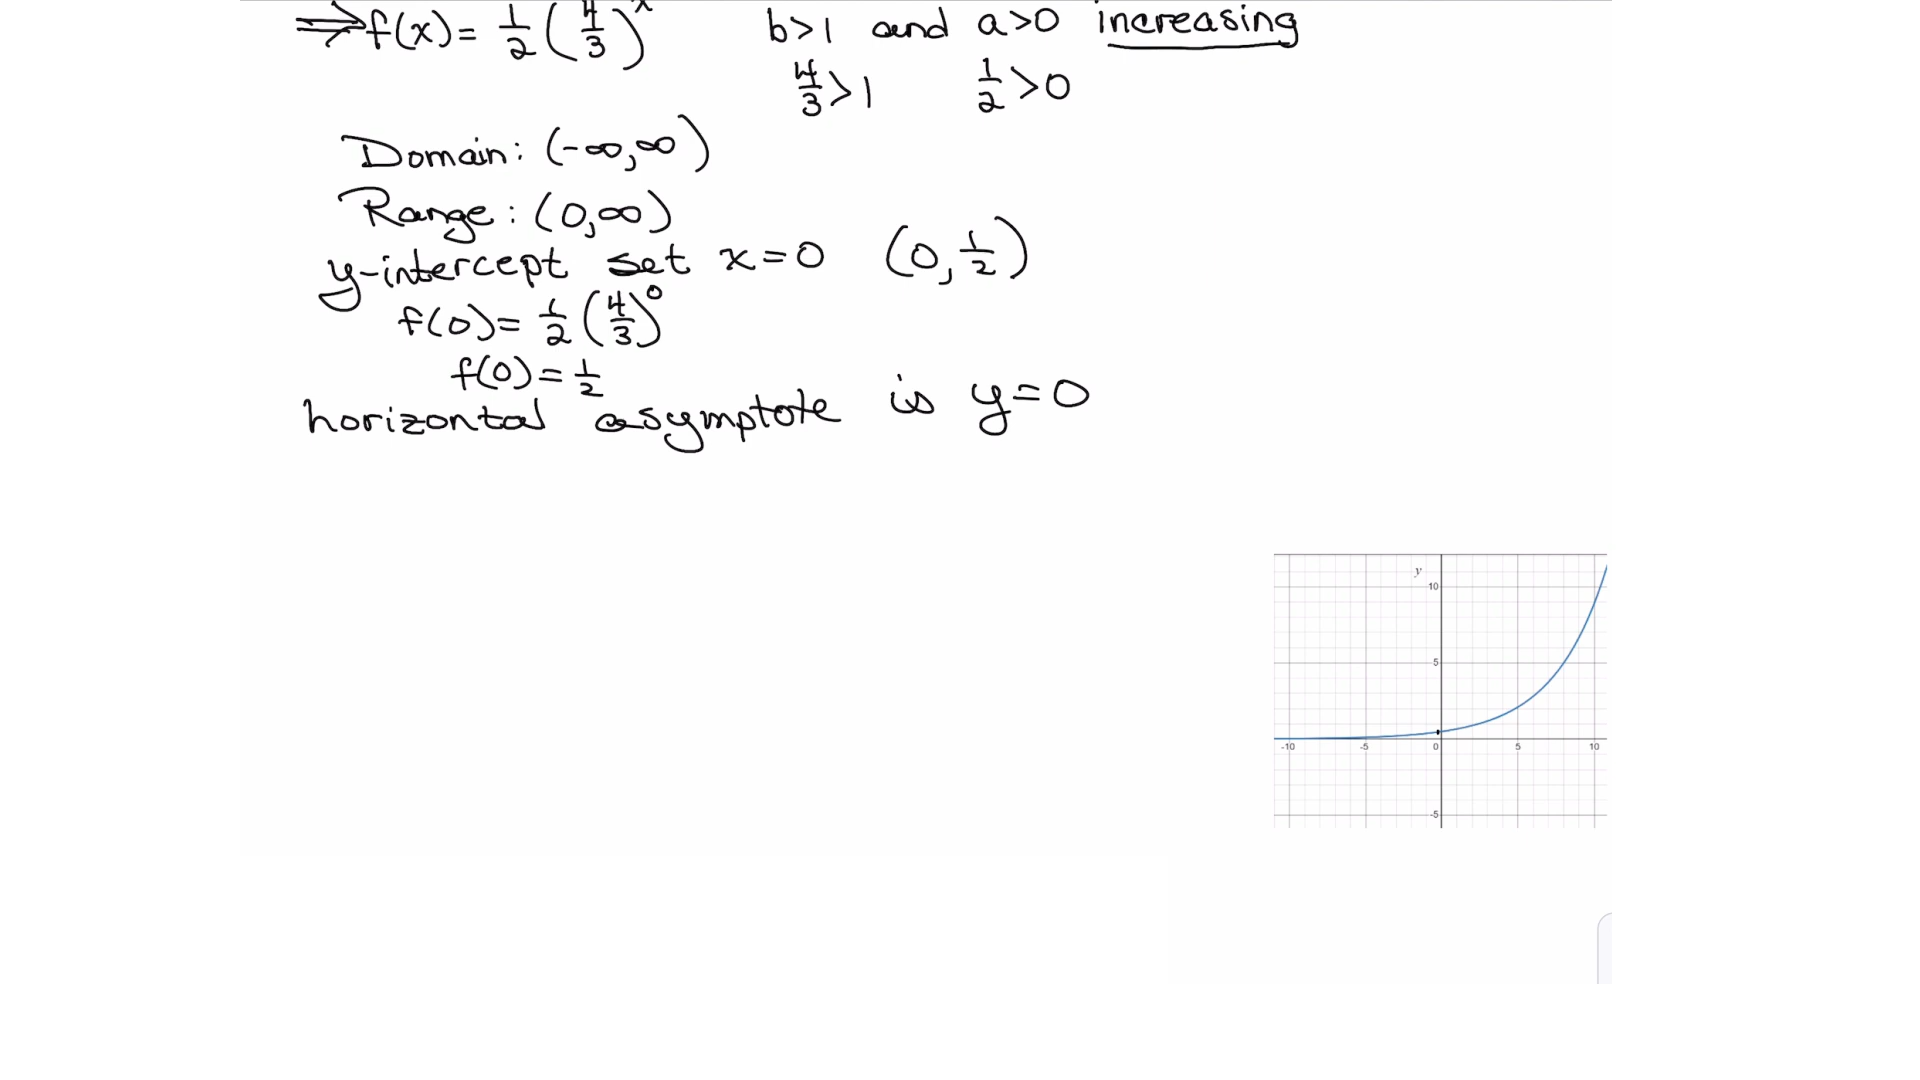 ⇒f(x)= 1/2 (4/3)^x b>1 and a>0 increasing
4/3>1 1/2>0
Domain: (-∞,∞)
Range: (0,∞)
y-intercept set x=0 (0,1/2)
f(0)= 1/2 (4/3)^0
f(0)=1/2
horizontal asymptote is y=0
y
10
5
-10 -5 0 5 10
-5